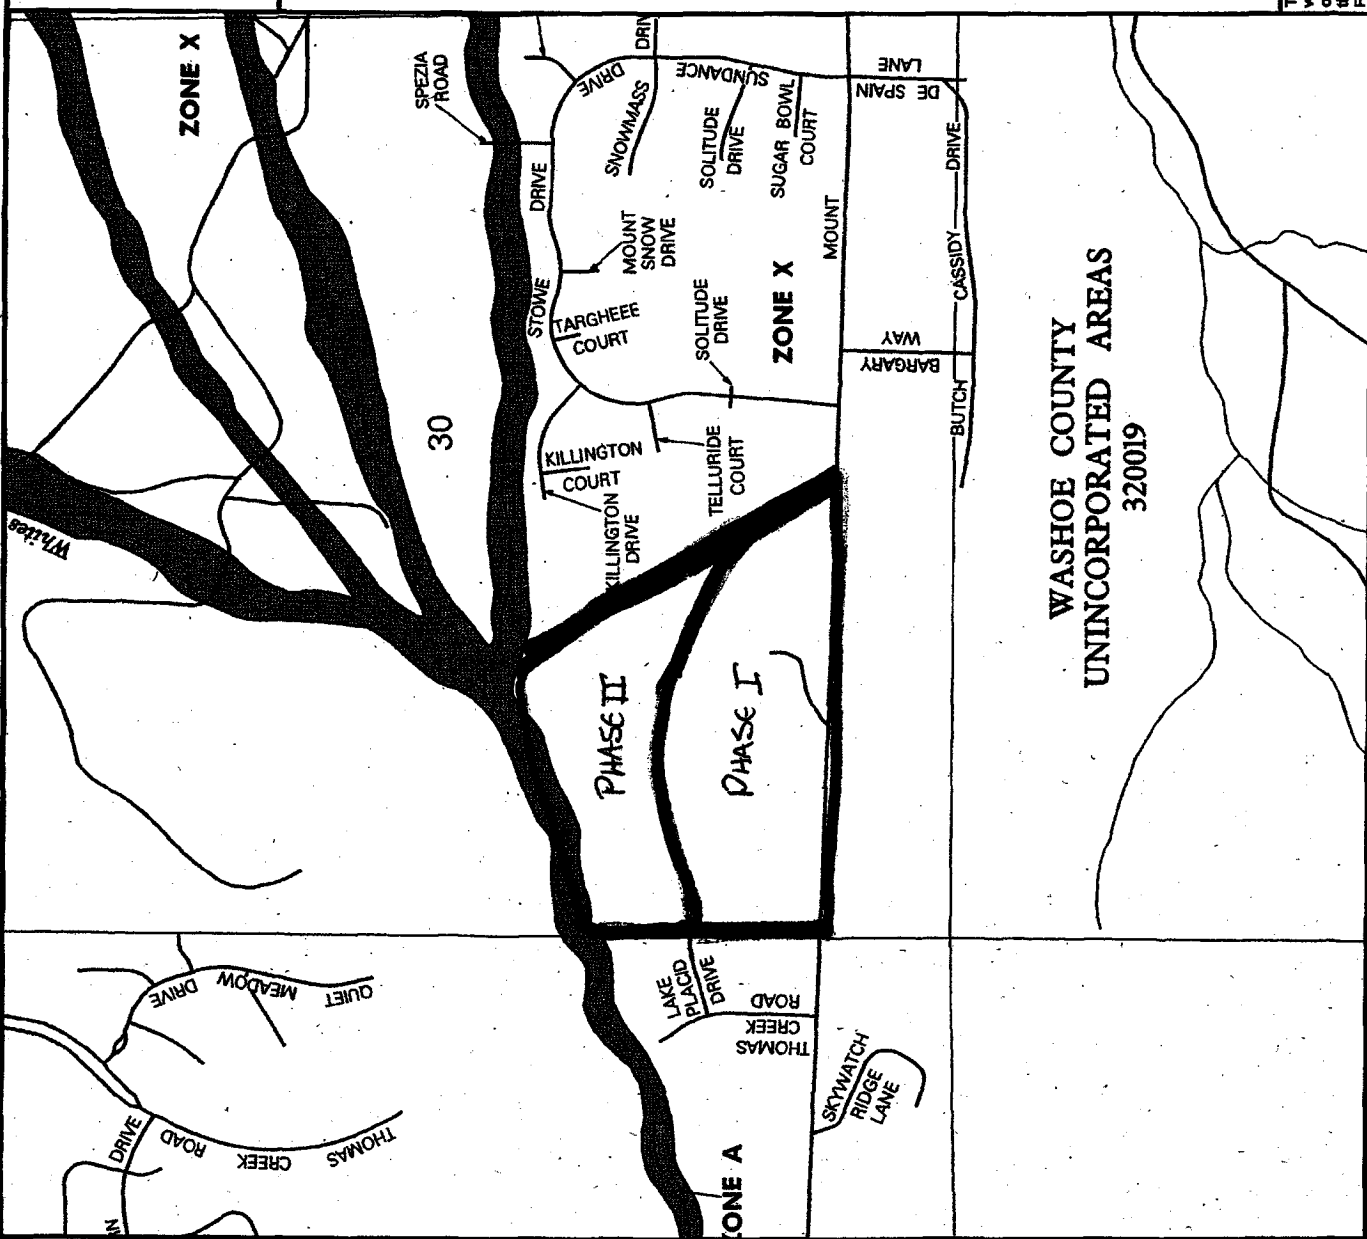 ZONE X
SPEZIA
ROAD
DRIVE
SUNDANCE
LANE
DE SPAIN
SNOWMASS
SOLITUDE
DRIVE
SUGAR BOWL
COURT
DRIVE
DRIVE
MOUNT
SNOW
DRIVE
MOUNT
CASSIDY
STOWE
TARGHEEE
COURT
SOLITUDE
DRIVE
ZONE X
BARGARY
WAY
BUTCH
30
KILLINGTON
COURT
KILLINGTON
DRIVE
TELLURIDE
COURT
Whites
WASHOE COUNTY
UNINCORPORATED AREAS
320019
PHASE II
PHASE I
QUIET
MEADOW
DRIVE
LAKE
PLACID
DRIVE
THOMAS
CREEK
ROAD
SKYWATCH
RIDGE
LANE
THOMAS
CREEK
ROAD
DRIVE
ZONE A